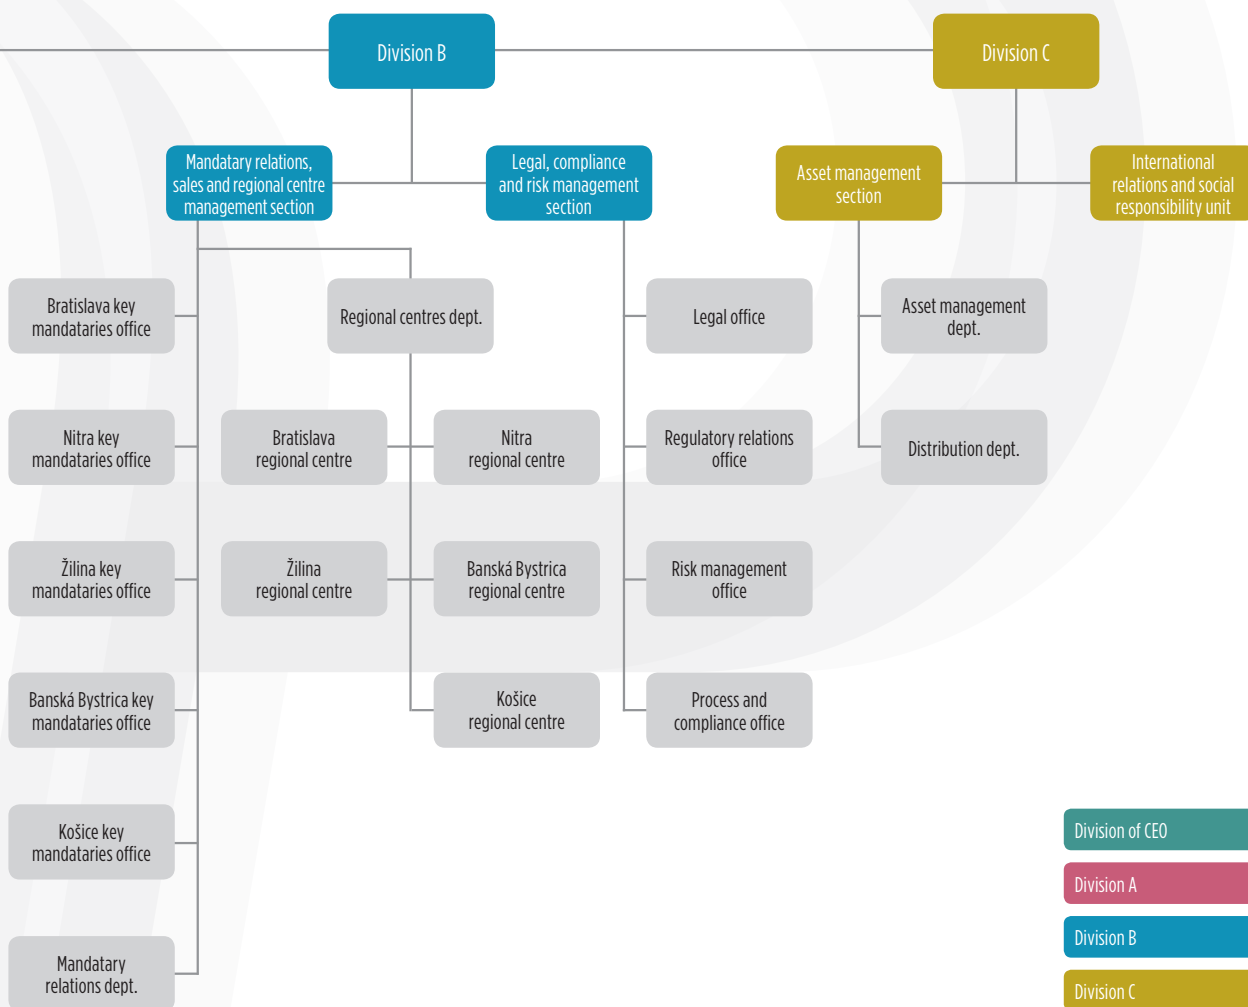 Division B
Division C
Mandatary relations,
sales and regional centre
management section
Legal, compliance
and risk management
section
Asset management
section
International
relations and social
responsibility unit
Bratislava key
mandataries office
Regional centres dept.
Legal office
Asset management
dept.
Nitra key
mandataries office
Bratislava
regional centre
Nitra
regional centre
Regulatory relations
office
Distribution dept.
Žilina key
mandataries office
Žilina
regional centre
Banská Bystrica
regional centre
Risk management
office
Banská Bystrica key
mandataries office
Košice
regional centre
Process and
compliance office
Košice key
mandataries office
Mandatary
relations dept.
Division of CEO
Division A
Division B
Division C